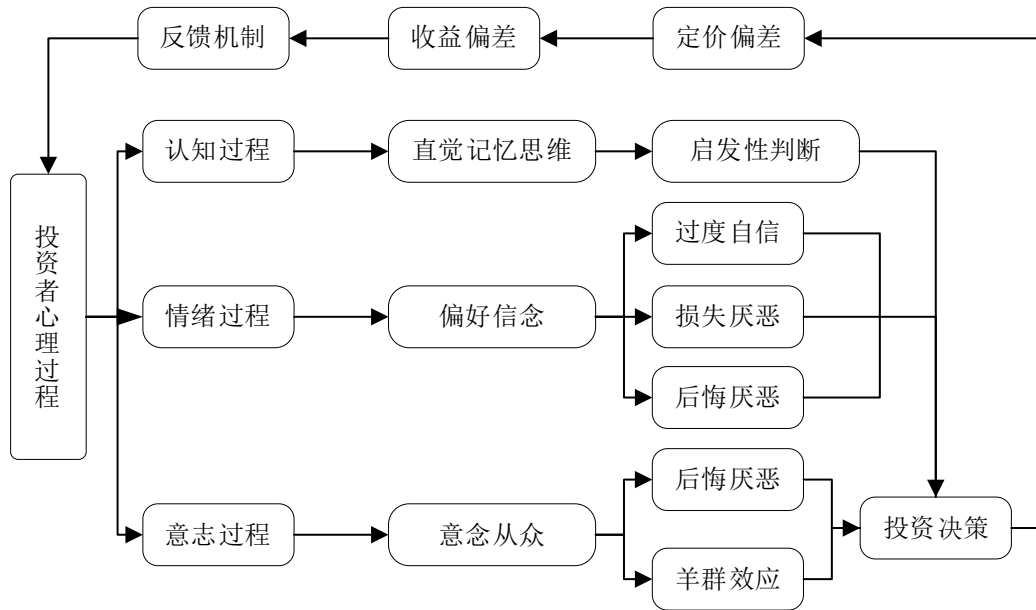 反馈机制
收益偏差
定价偏差
认知过程
直觉记忆思维
启发性判断
投资者心理过程
过度自信
情绪过程
偏好信念
损失厌恶
后悔厌恶
后悔厌恶
意志过程
意念从众
投资决策
羊群效应